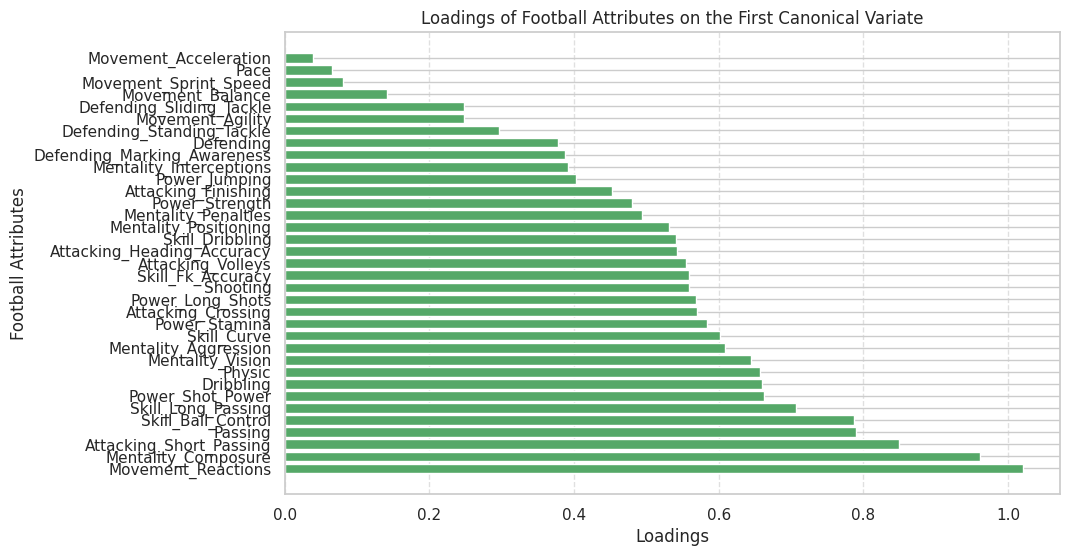 Loadings of Football Attributes on the First Canonical Variate
Movement_Acceleration
Pace
Movement_Sprint_Speed
Movement_Balance
Defending_Sliding_Tackle
Movement_Agility
Defending_Standing_Tackle
Defending
Defending_Marking_Awareness
Mentality_Interceptions
Power_Jumping
Attacking_Finishing
Power_Strength
Mentality_Penalties
Mentality_Positioning
Skill_Dribbling
Attacking_Heading_Accuracy
Attacking_Volleys
Skill_Fk_Accuracy
Shooting
Power_Long_Shots
Attacking_Crossing
Power_Stamina
Skill_Curve
Mentality_Aggression
Mentality_Vision
Physic
Dribbling
Power_Shot_Power
Skill_Long_Passing
Skill_Ball_Control
Passing
Attacking_Short_Passing
Mentality_Composure
Movement_Reactions
Football Attributes
0.0 0.2 0.4 0.6 0.8 1.0
Loadings